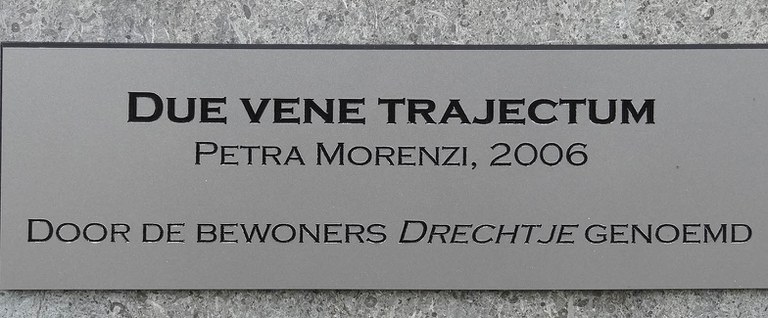 Due vene trajectum
Petra Morenzi, 2006
Door de bewoners Drechtje genoemd